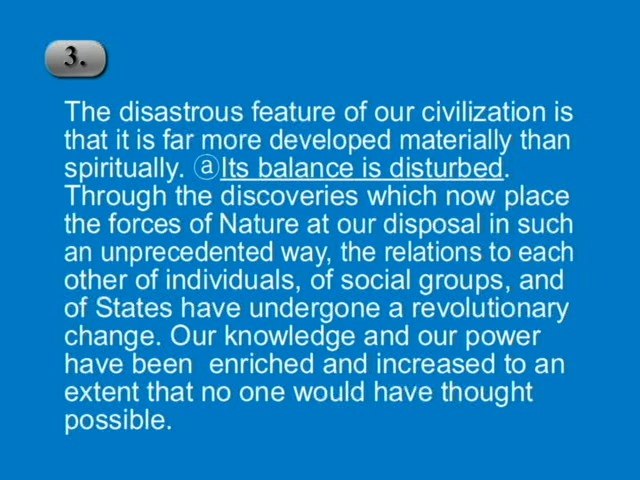 3.
The disastrous feature of our civilization is
that it is far more developed materially than
spiritually. ⓐIts balance is disturbed.
Through the discoveries which now place
the forces of Nature at our disposal in such
an unprecedented way, the relations to each
other of individuals, of social groups, and
of States have undergone a revolutionary
change. Our knowledge and our power
have been  enriched and increased to an
extent that no one would have thought
possible.